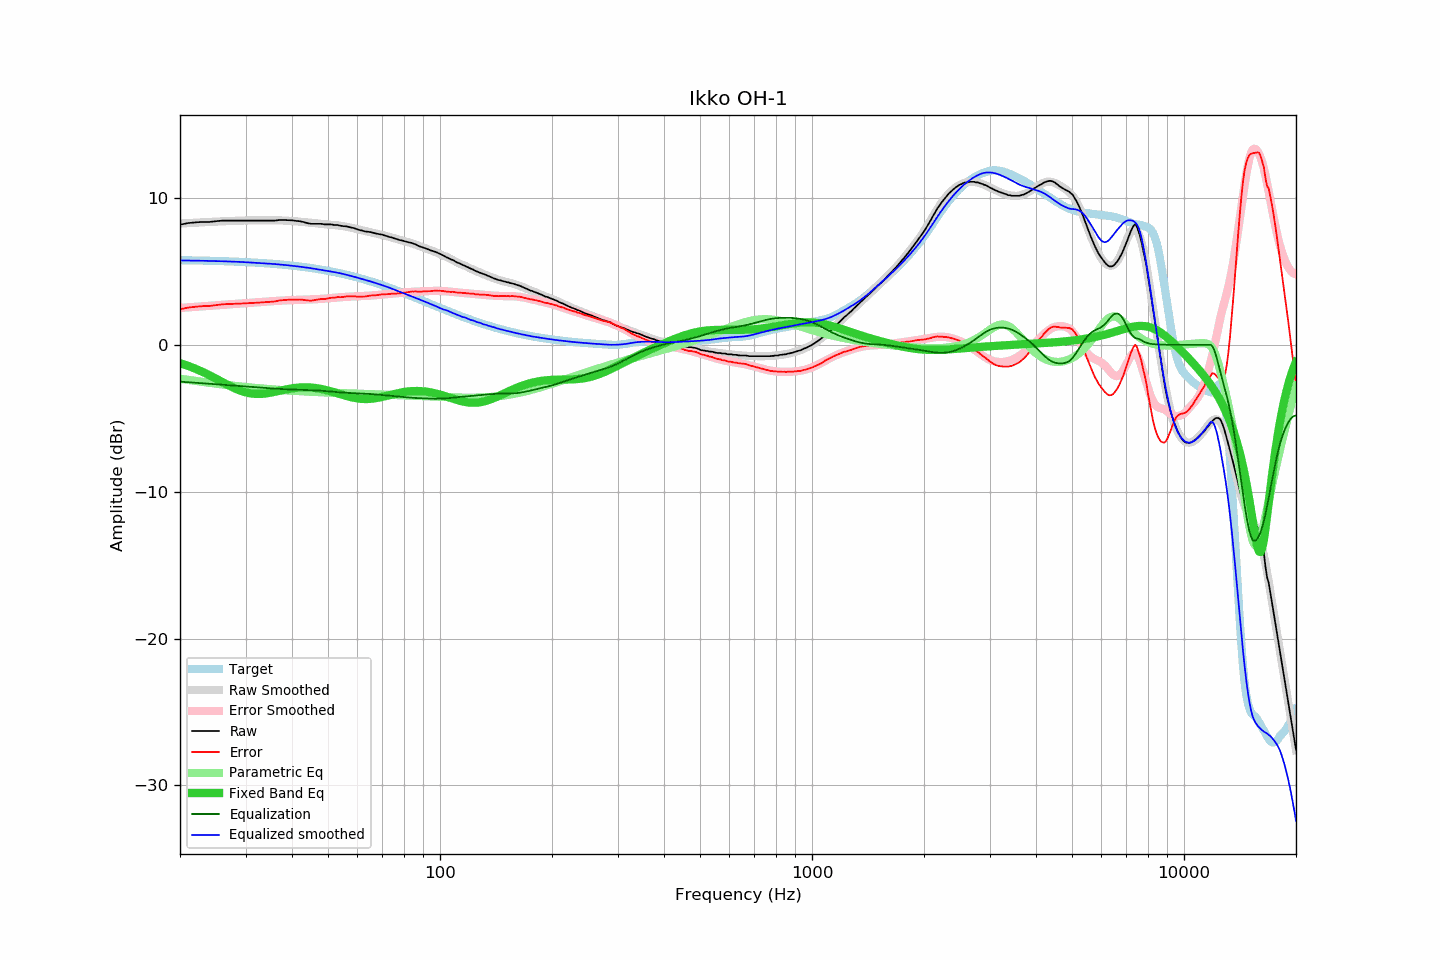 Ikko OH-1
10
0
−10
−20
−30
Amplitude (dBr)
Target
Raw Smoothed
Error Smoothed
Raw
Error
Parametric Eq
Fixed Band Eq
Equalization
Equalized smoothed
100 1000 10000
Frequency (Hz)